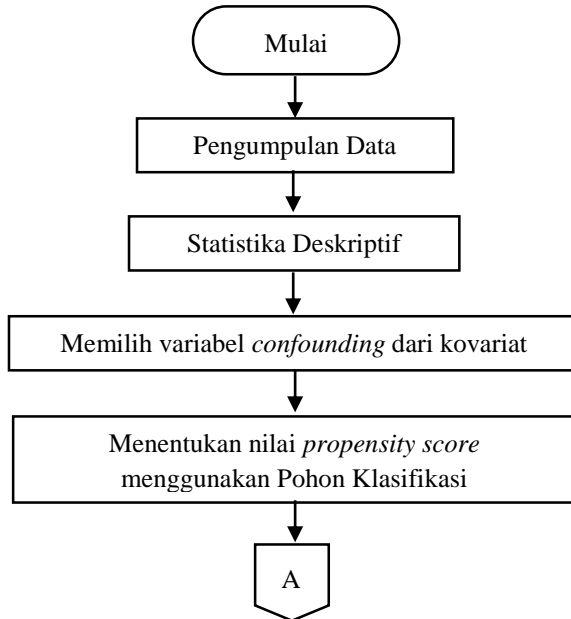 Mulai
Pengumpulan Data
Statistika Deskriptif
Memilih variabel confounding dari kovariat
Menentukan nilai propensity score
menggunakan Pohon Klasifikasi
A